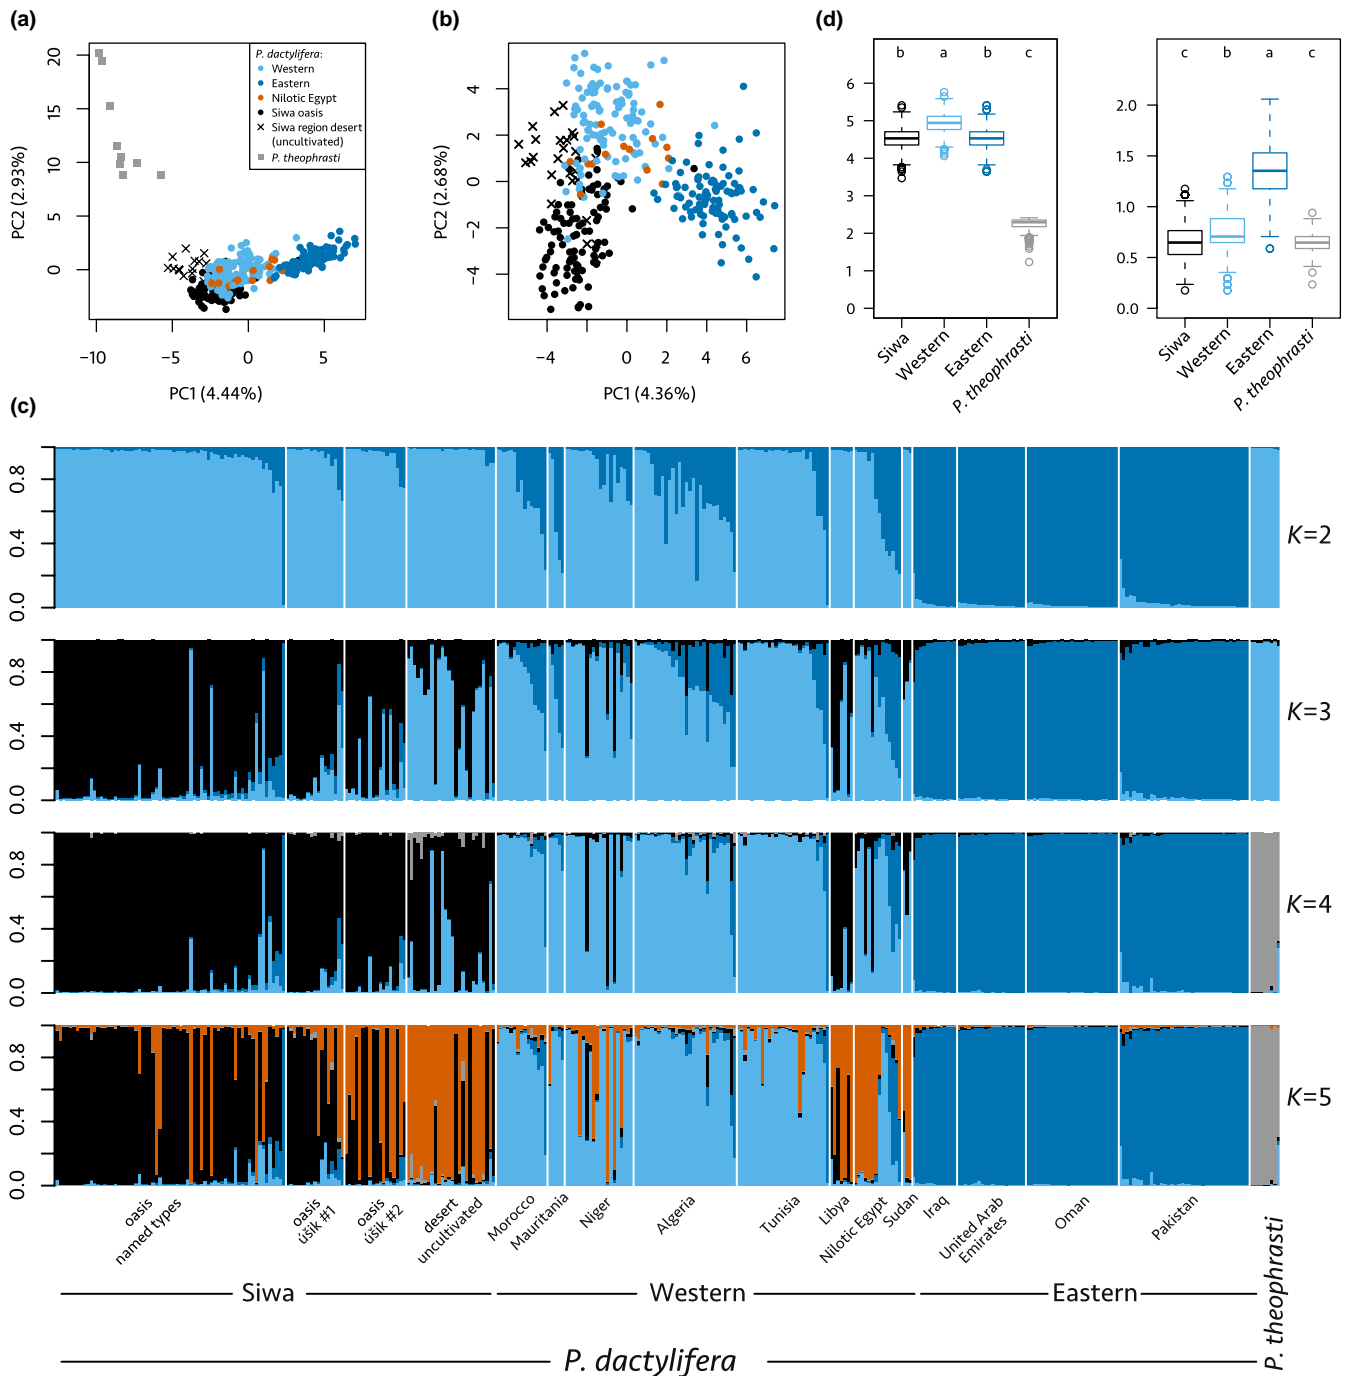 (a)
PC2 (2.93%)
20
15
10
5
0
−10
−5
0
5
PC1 (4.44%)
P. dactylifera:
Western
Eastern
Nilotic Egypt
Siwa oasis
Siwa region desert
(uncultivated)
P. theophrasti
(b)
PC2 (2.68%)
4
2
0
−2
−4
−4
−2
0
2
4
6
PC1 (4.36%)
(d)
b
a
b
c
6
5
4
3
2
1
0
Siwa
Western
Eastern
P. theophrasti
c
b
a
c
2.0
1.5
1.0
0.5
0.0
Siwa
Western
Eastern
P. theophrasti
(c)
0.8
0.4
0.0
K=2
0.8
0.4
0.0
K=3
0.8
0.4
0.0
K=4
0.8
0.4
0.0
K=5
oasis
named types
oasis
úšik #1
oasis
úšik #2
desert
uncultivated
Morocco
Mauritania
Niger
Algeria
Tunisia
Libya
Nilotic Egypt
Sudan
Iraq
United Arab
Emirates
Oman
Pakistan
Siwa
Western
Eastern
P. dactylifera
P. theophrasti